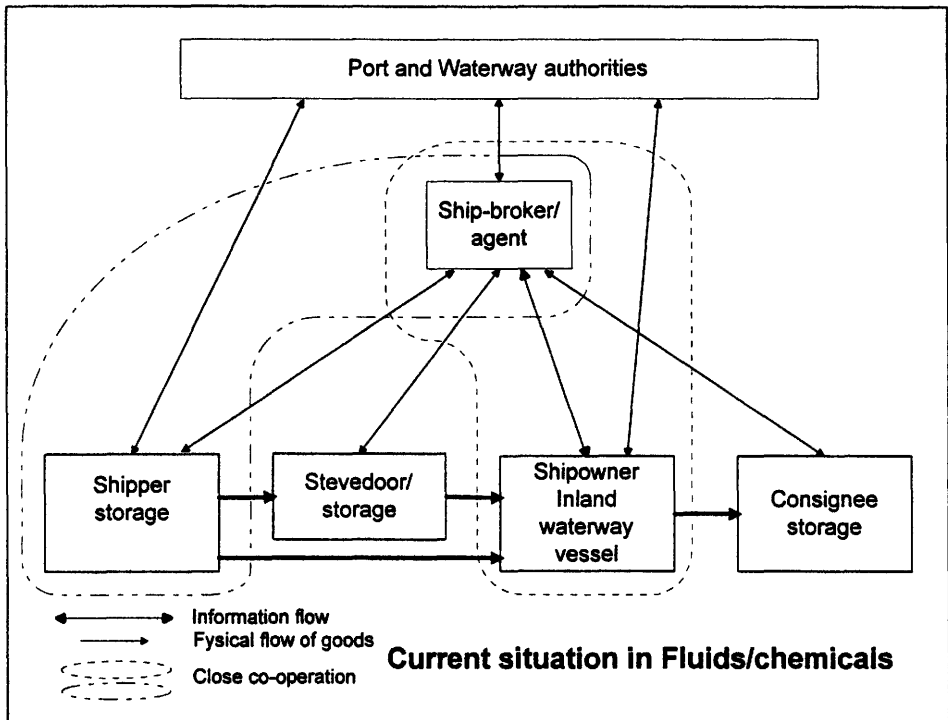 Port and Waterway authorities
Ship-broker/
agent
Shipper
storage
Stevedoor/
storage
Shipowner
Inland
waterway
vessel
Consignee
storage
Information flow
Fysical flow of goods
Close co-operation
Current situation in Fluids/chemicals